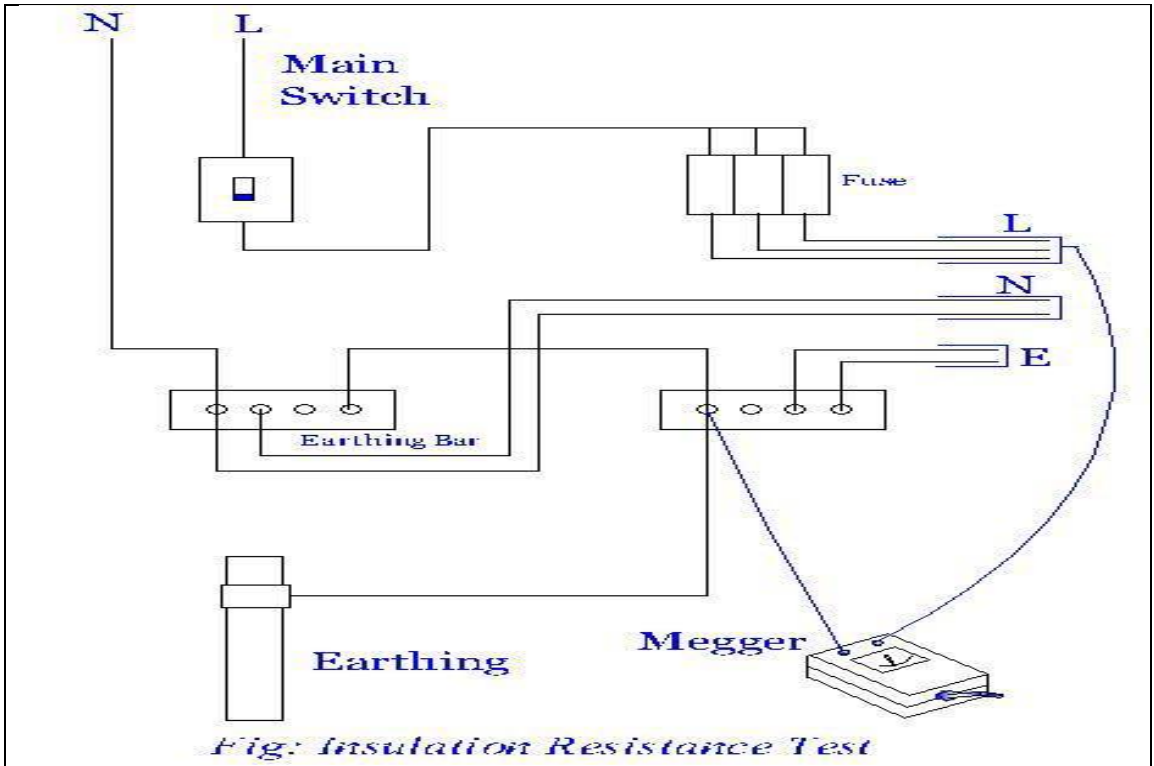 N L
Main
Switch
Fuse
L
N
E
Earthing Bar
Megger
Earthing
Fig: Insulation Resistance Test